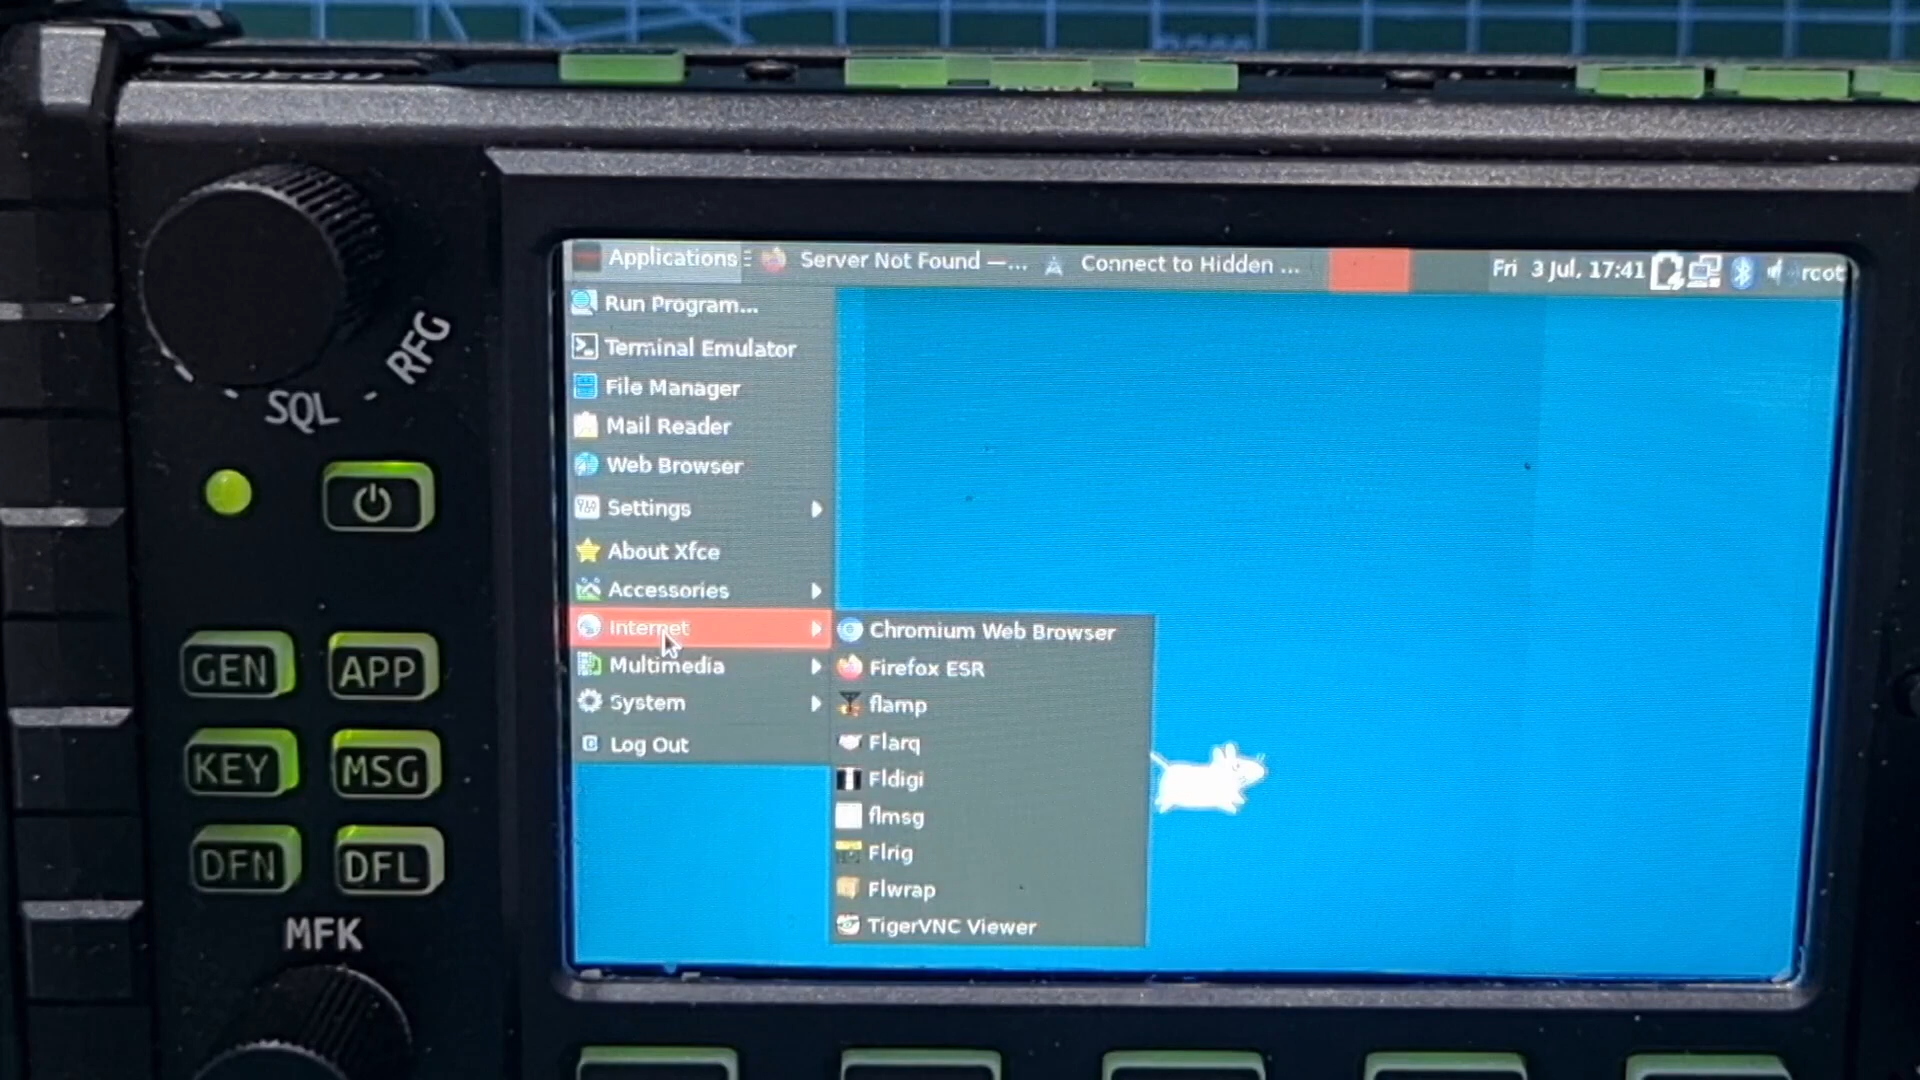 Applications
Server Not Found —...
Connect to Hidden ...
Fri 3 Jul, 17:41
root
Run Program...
Terminal Emulator
File Manager
Mail Reader
Web Browser
Settings
About Xfce
Accessories
Internet
Multimedia
System
Log Out
Chromium Web Browser
Firefox ESR
flamp
Flarq
Fldigi
flmsg
Flrig
Flwrap
TigerVNC Viewer
RFG
SQL
GEN
APP
KEY
MSG
DFN
DFL
MFK